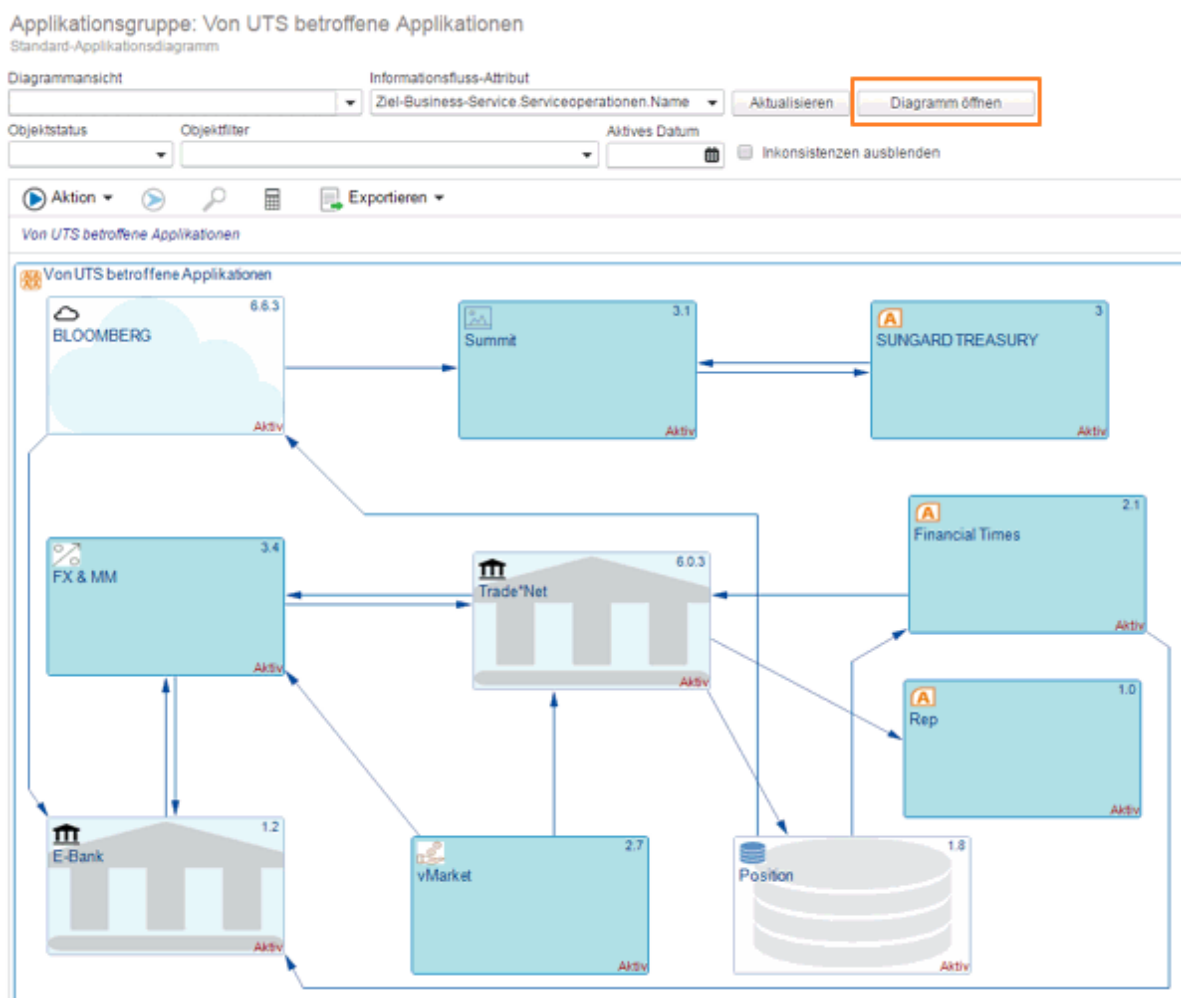 Applikationsgruppe: Von UTS betroffene Applikationen
Standard-Applikationsdiagramm
Diagrammansicht Informationsfluss-Attribut
Ziel-Business-Service.Serviceoperationen.Name Aktualisieren Diagramm öffnen
Objektstatus Objektfilter Aktives Datum
Inkonsistenzen ausblenden
Aktion Exportieren
Von UTS betroffene Applikationen
Von UTS betroffene Applikationen
6.6.3
BLOOMBERG
Aktiv
3.1
Summit
Aktiv
3
SUNGARD TREASURY
Aktiv
2.1
Financial Times
Aktiv
3.4
FX & MM
Aktiv
6.0.3
Trade*Net
Aktiv
1.0
Rep
Aktiv
1.2
E-Bank
Aktiv
2.7
vMarket
Aktiv
1.8
Position
Aktiv